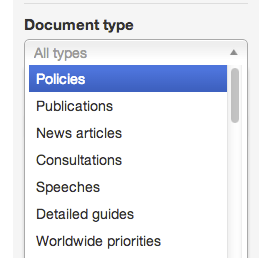 Document type
All types
Policies
Publications
News articles
Consultations
Speeches
Detailed guides
Worldwide priorities